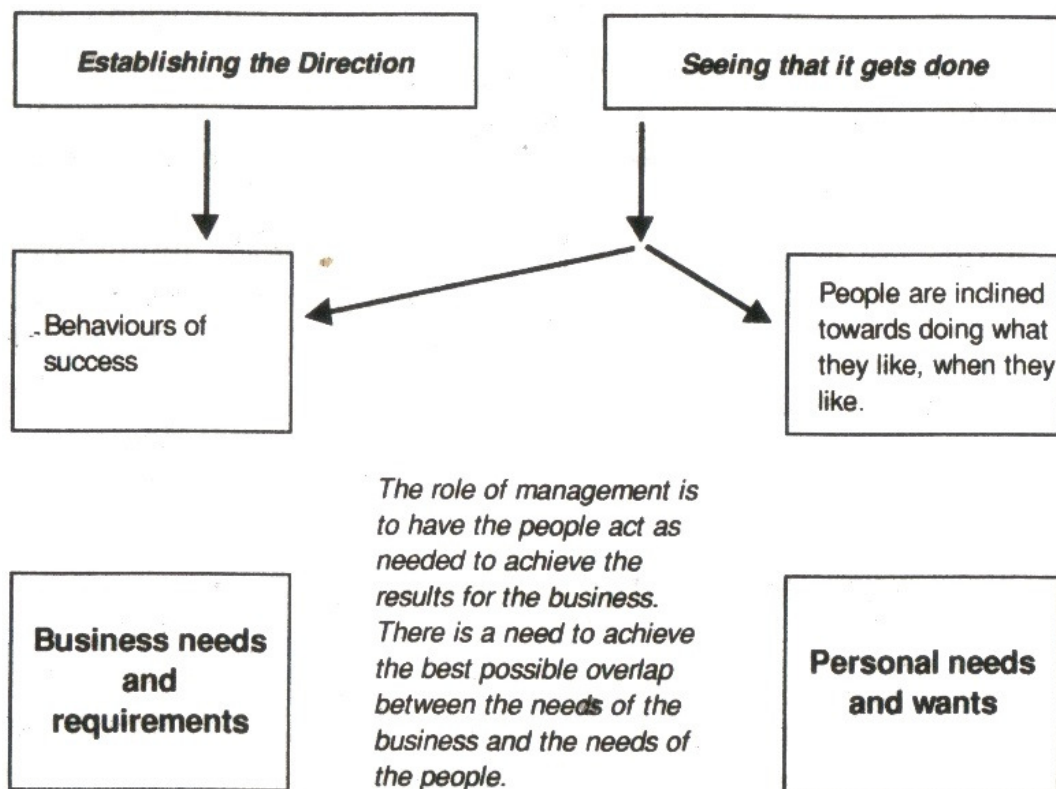 Establishing the Direction
Seeing that it gets done
Behaviours of
success
People are inclined
towards doing what
they like, when they
like.
The role of management is
to have the people act as
needed to achieve the
results for the business.
There is a need to achieve
the best possible overlap
between the needs of the
business and the needs of
the people.
Business needs
and
requirements
Personal needs
and wants